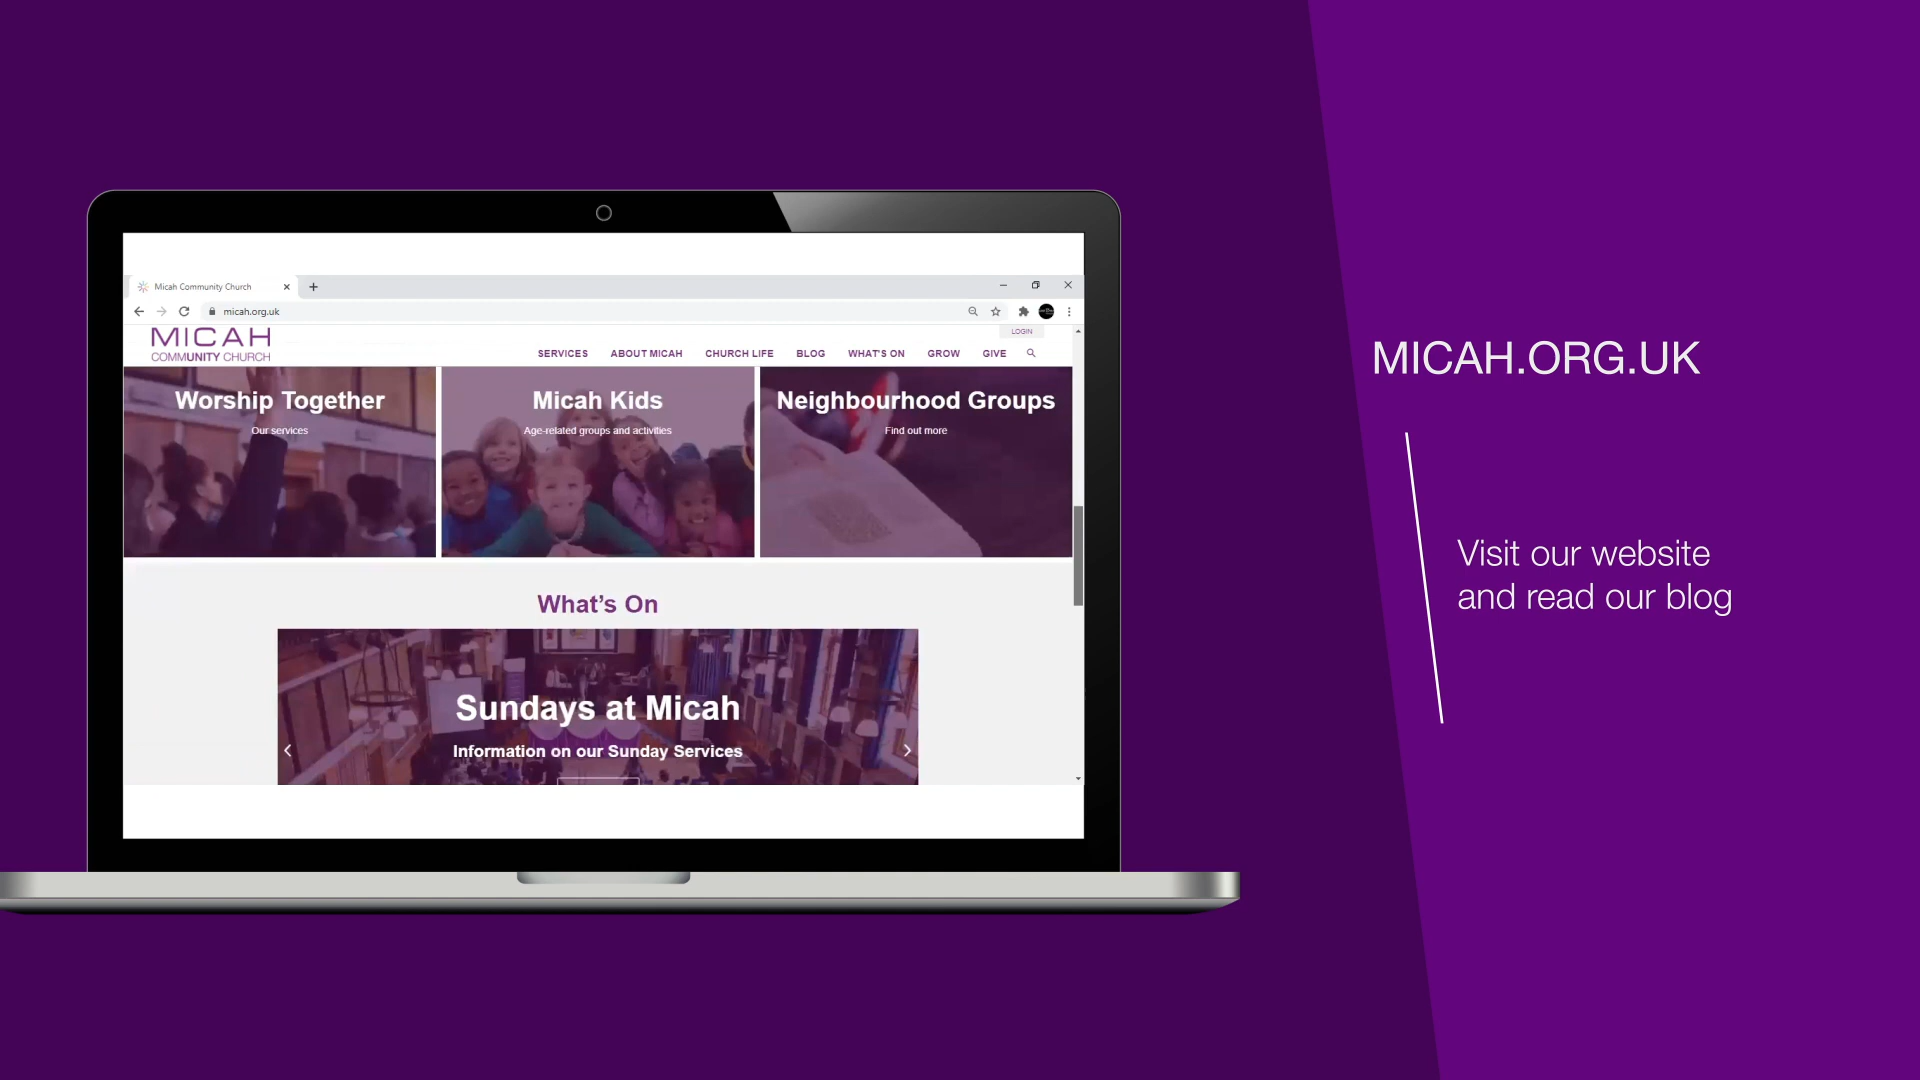 Micah Community Church
micah.org.uk
MICAH
COMMUNITY CHURCH
LOGIN
SERVICES ABOUT MICAH CHURCH LIFE BLOG WHAT'S ON GROW GIVE
Worship Together
Our services
Micah Kids
Age-related groups and activities
Neighbourhood Groups
Find out more
What’s On
Sundays at Micah
Information on our Sunday Services
MICAH.ORG.UK
Visit our website
and read our blog